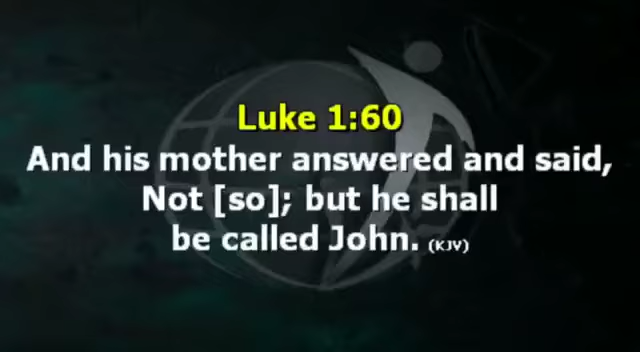 Luke 1:60
And his mother answered and said,
Not [so]; but he shall
be called John. (KJV)